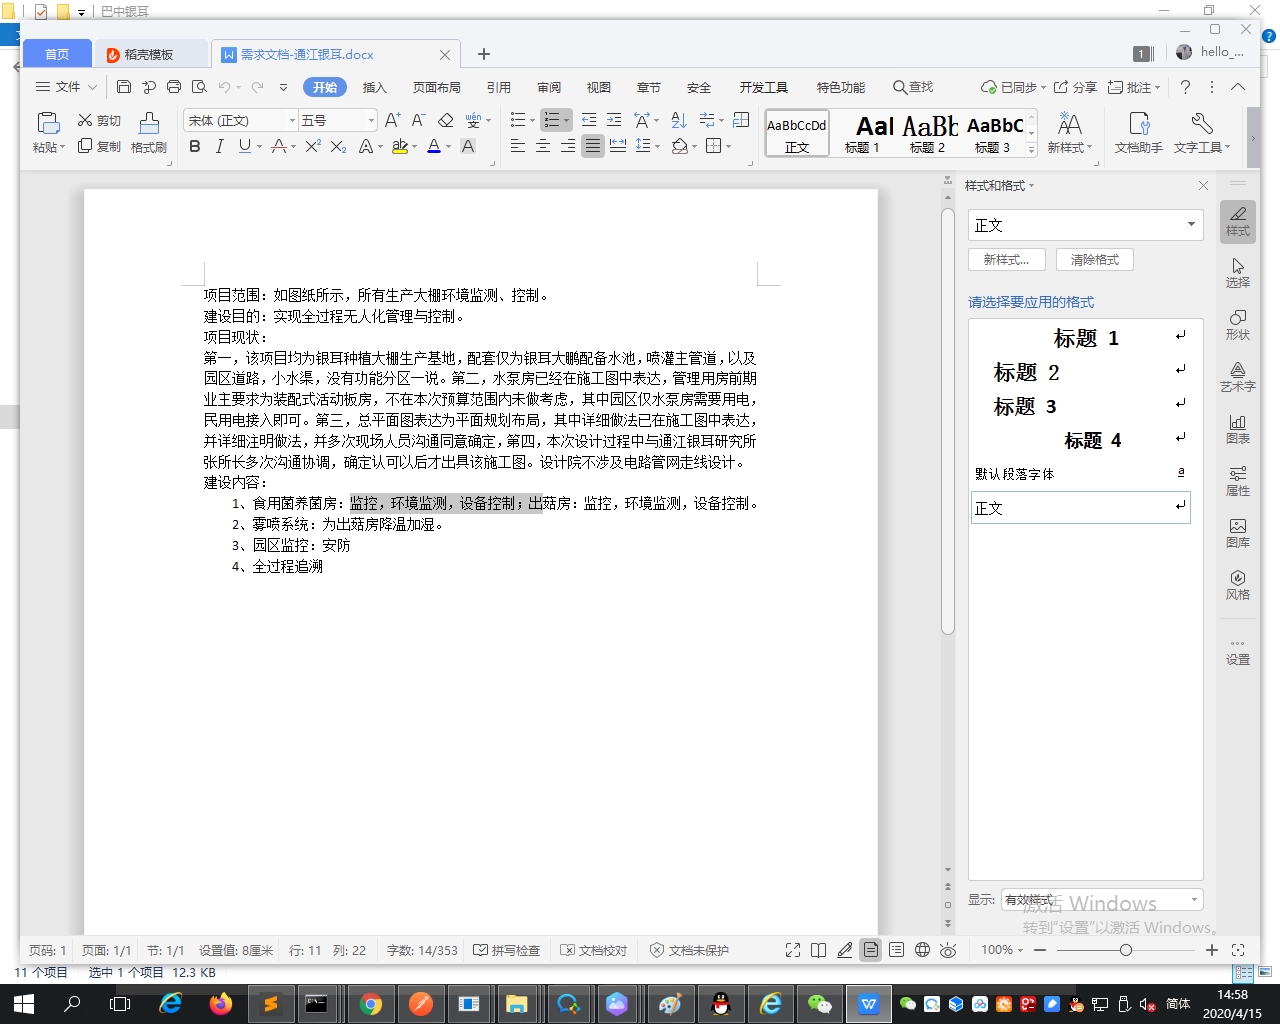 巴中银耳
首页
稻壳模板
需求文档-通江银耳.docx
1
hello_...
文件
开始
插入
页面布局
引用
审阅
视图
章节
安全
开发工具
特色功能
查找
已同步
分享
批注
粘贴
剪切
复制
格式刷
宋体 (正文)
五号
AaBbCcDd
正文
AaI
标题 1
AaBb
标题 2
AaBbC
标题 3
新样式
文档助手
文字工具
项目范围：如图纸所示，所有生产大棚环境监测、控制。
建设目的：实现全过程无人化管理与控制。
项目现状：
第一，该项目均为银耳种植大棚生产基地，配套仅为银耳大鹏配备水池，喷灌主管道，以及
园区道路，小水渠，没有功能分区一说。第二，水泵房已经在施工图中表达，管理用房前期
业主要求为装配式活动板房，不在本次预算范围内未做考虑，其中园区仅水泵房需要用电，
民用电接入即可。第三，总平面图表达为平面规划布局，其中详细做法已在施工图中表达，
并详细注明做法，并多次现场人员沟通同意确定，第四，本次设计过程中与通江银耳研究所
张所长多次沟通协调，确定认可以后才出具该施工图。设计院不涉及电路管网走线设计。
建设内容：
1、食用菌养菌房：监控，环境监测，设备控制；出菇房：监控，环境监测，设备控制。
2、雾喷系统：为出菇房降温加湿。
3、园区监控：安防
4、全过程追溯
样式和格式
正文
新样式...
清除格式
请选择要应用的格式
标题 1
标题 2
标题 3
标题 4
默认段落字体 a
正文
显示: 有效样式
激活 Windows
转到“设置”以激活 Windows。
样式
选择
形状
艺术字
图表
属性
图库
风格
设置
页码: 1 页面: 1/1 节: 1/1 设置值: 8厘米 行: 11 列: 22 字数: 14/353 拼写检查 文档校对 文档未保护 100%
11 个项目 选中 1 个项目 12.3 KB
简体
14:58
2020/4/15